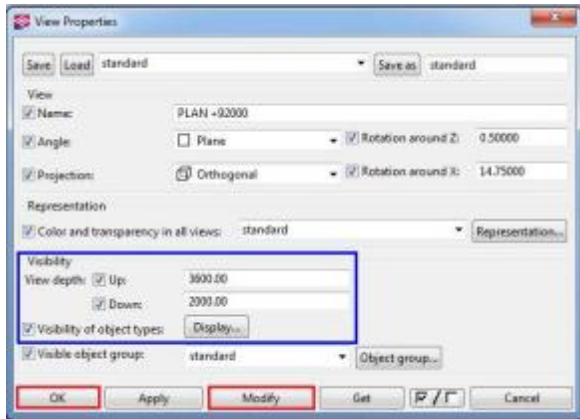 View Properties
Save Load standard Save as standard
View
Name: PLAN +92000
Angle: Plane Rotation around Z: 0.50000
Projection: Orthogonal Rotation around X: 14.75000
Representation
Color and transparency in all views: standard Representation...
Visibility
View depth: Up: 3600.00
Down: 2000.00
Visibility of object types: Display...
Visible object group: standard Object group...
OK Apply Modify Get / Cancel